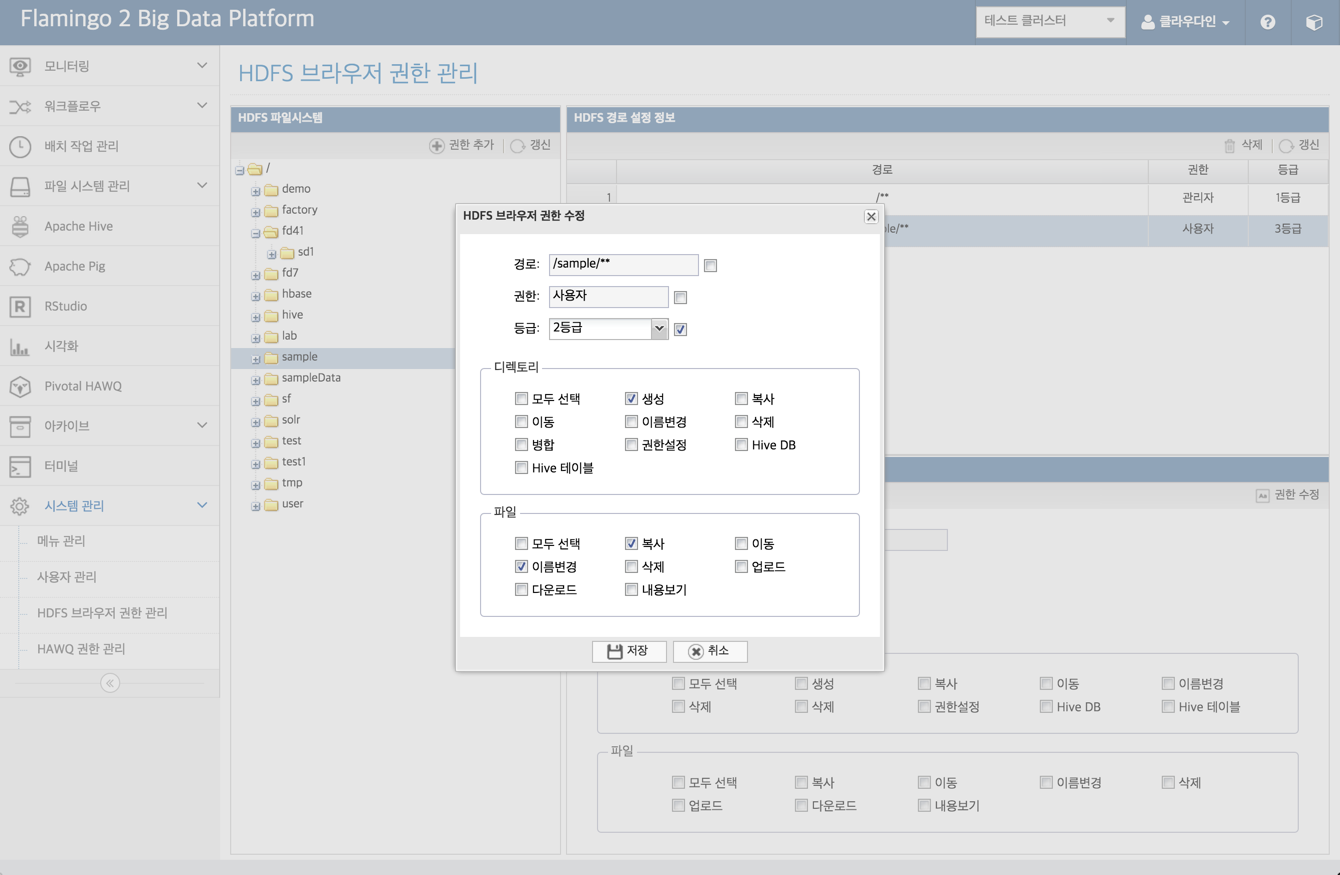 Flamingo 2 Big Data Platform
테스트 클러스터
클라우다인
모니터링
워크플로우
배치 작업 관리
파일 시스템 관리
Apache Hive
Apache Pig
RStudio
시각화
Pivotal HAWQ
아카이브
터미널
시스템 관리
메뉴 관리
사용자 관리
HDFS 브라우저 권한 관리
HAWQ 권한 관리
HDFS 브라우저 권한 관리
HDFS 파일시스템
권한 추가 갱신
/
demo
factory
fd41
sd1
fd7
hbase
hive
lab
sample
sampleData
sf
solr
test
test1
tmp
user
HDFS 경로 설정 정보
삭제 갱신
경로 권한 등급
1 /** 관리자 1등급
le/** 사용자 3등급
HDFS 브라우저 권한 수정
경로: /sample/**
권한: 사용자
등급: 2등급
디렉토리
모두 선택 생성 복사
이동 이름변경 삭제
병합 권한설정 Hive DB
Hive 테이블
파일
모두 선택 복사 이동
이름변경 삭제 업로드
다운로드 내용보기
저장 취소
권한 수정
모두 선택 생성 복사 이동 이름변경
삭제 삭제 권한설정 Hive DB Hive 테이블
파일
모두 선택 복사 이동 이름변경 삭제
업로드 다운로드 내용보기